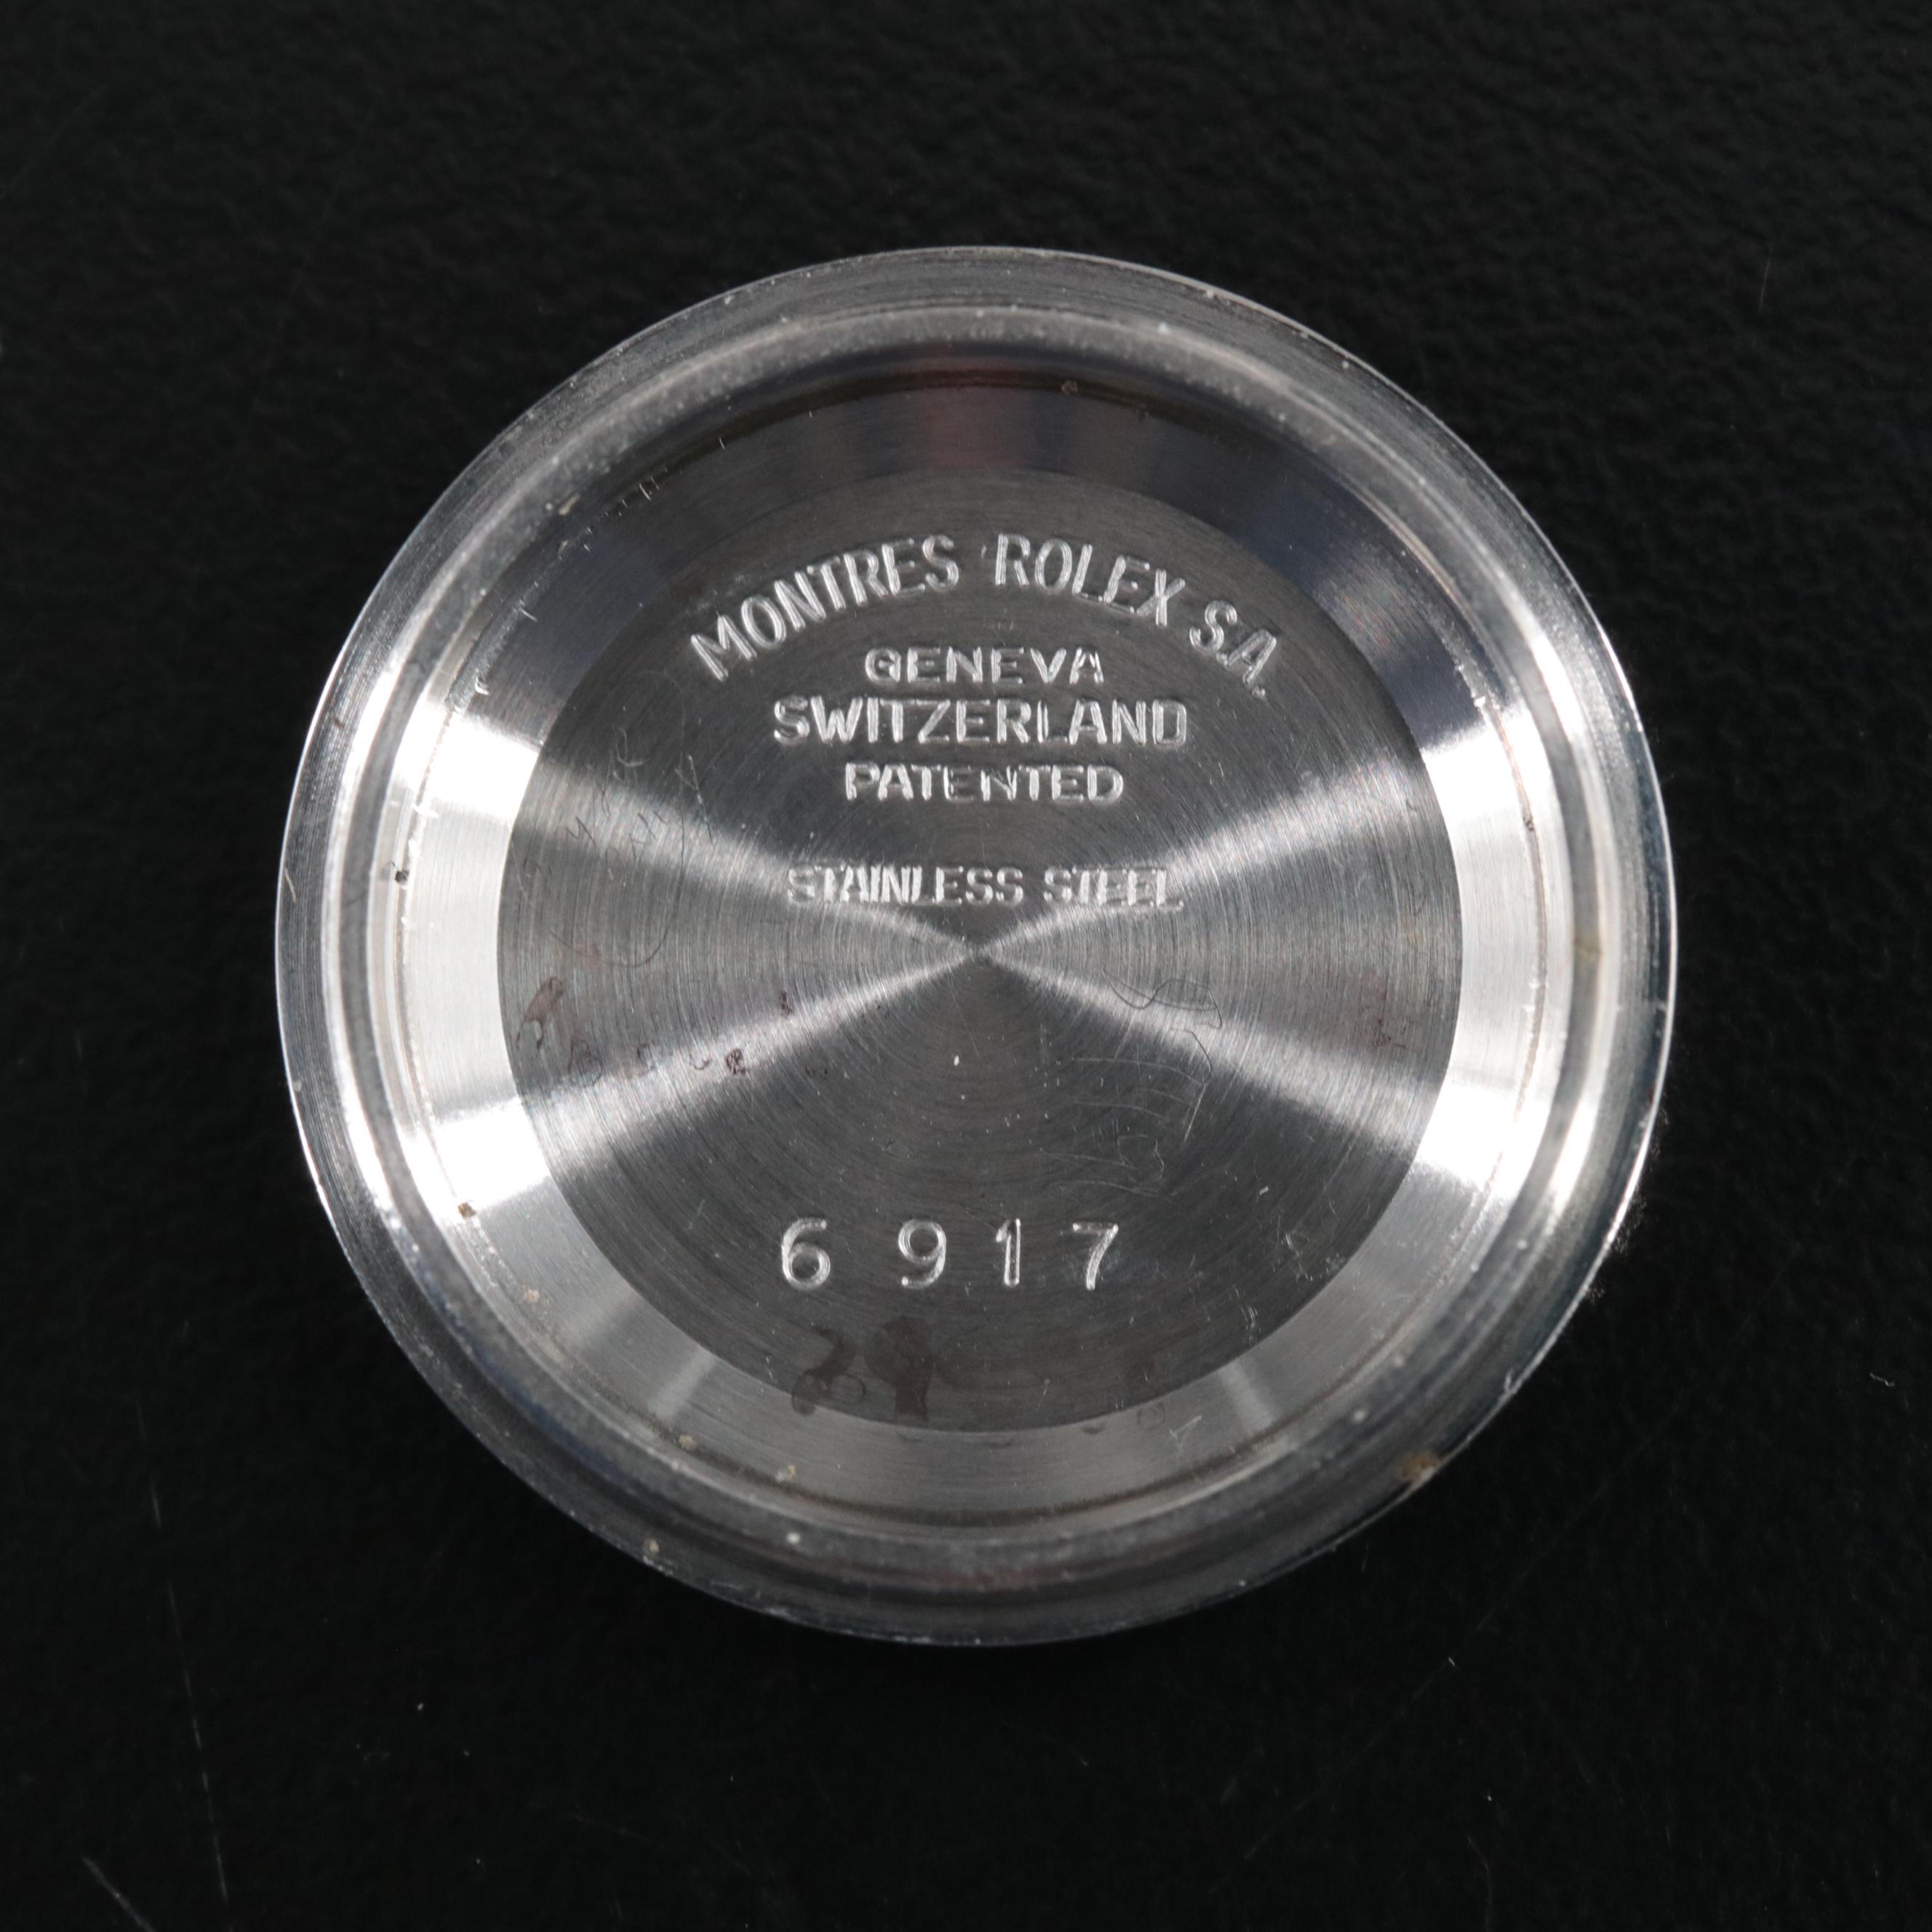 MONTRES ROLEX S.A.
GENEVA
SWITZERLAND
PATENTED
STAINLESS STEEL
6917